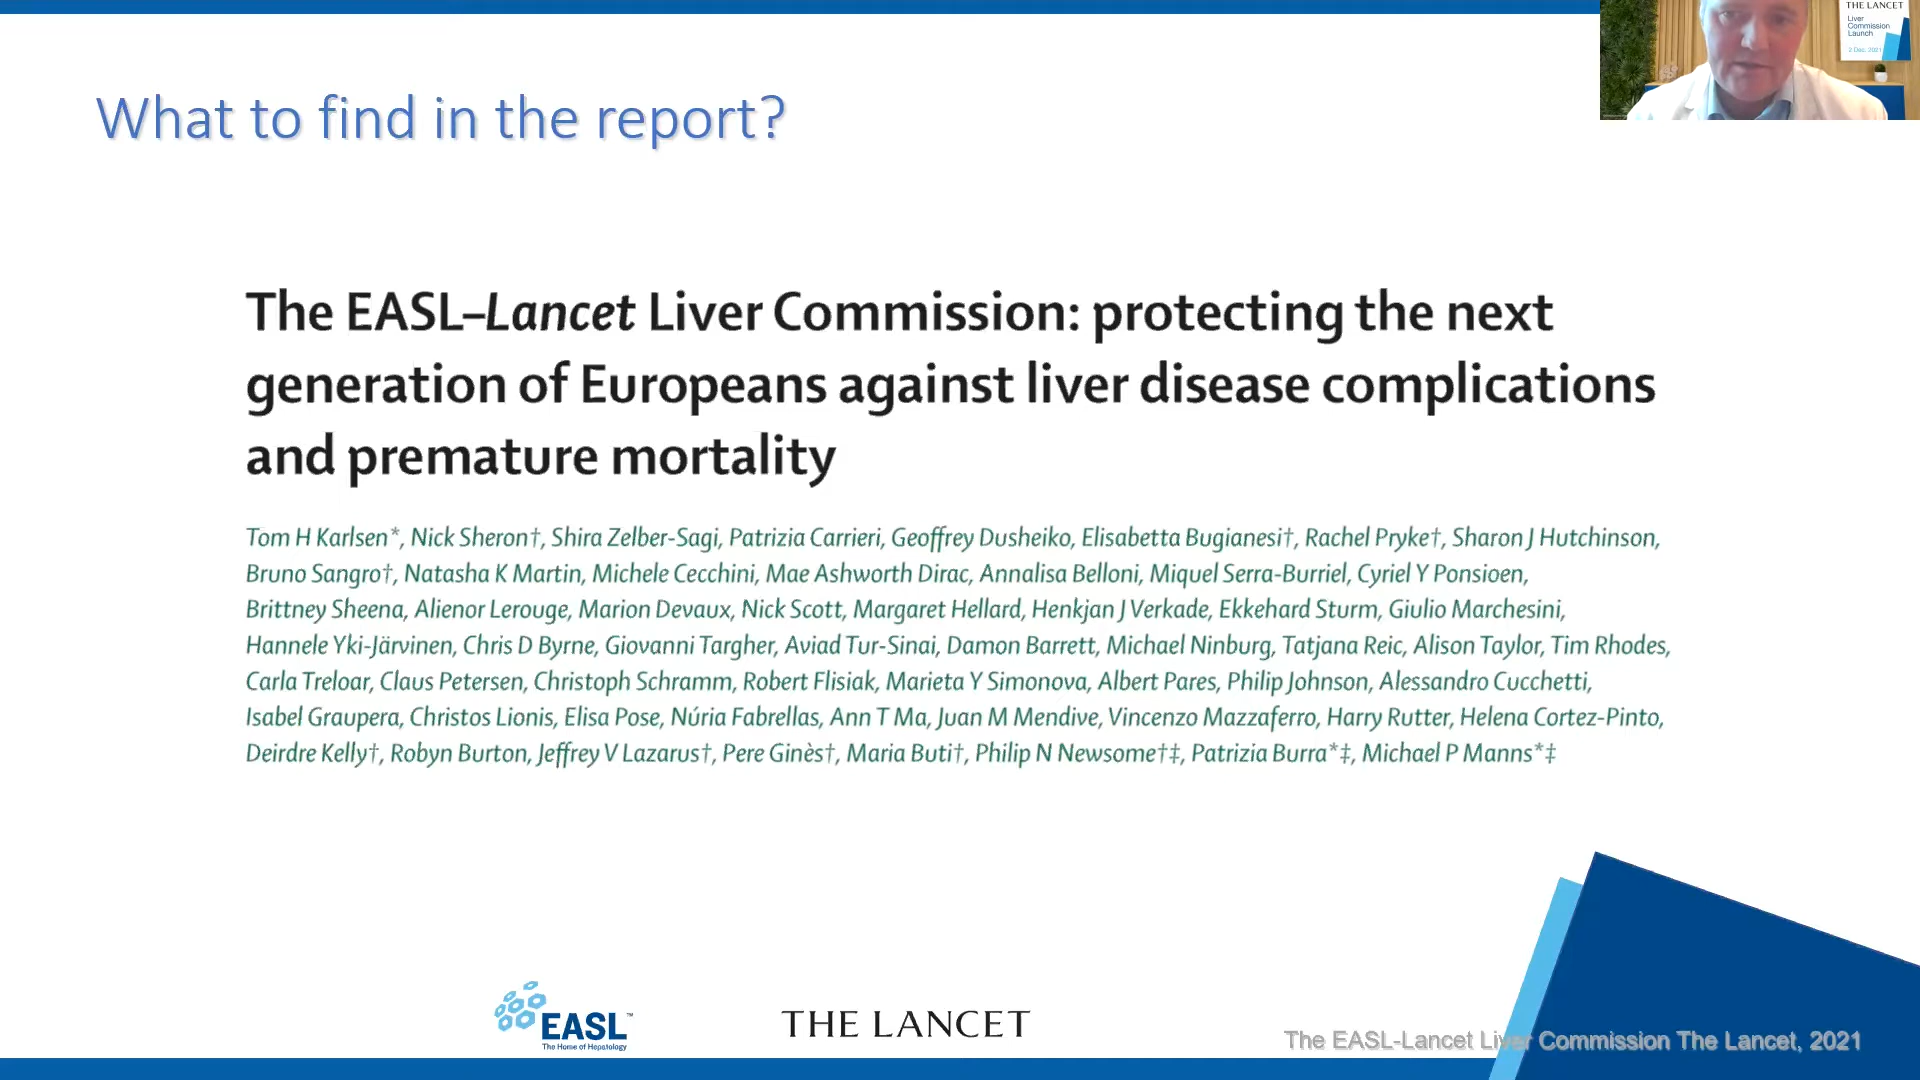 What to find in the report?
THE LANCET
Liver
Commission
Launch
2 Dec. 2021
The EASL–Lancet Liver Commission: protecting the next
generation of Europeans against liver disease complications
and premature mortality
Tom H Karlsen*, Nick Sheron†, Shira Zelber-Sagi, Patrizia Carrieri, Geoffrey Dusheiko, Elisabetta Bugianesi†, Rachel Pryke†, Sharon J Hutchinson,
Bruno Sangro†, Natasha K Martin, Michele Cecchini, Mae Ashworth Dirac, Annalisa Belloni, Miquel Serra-Burriel, Cyriel Y Ponsioen,
Brittney Sheena, Alienor Lerouge, Marion Devaux, Nick Scott, Margaret Hellard, Henkjan J Verkade, Ekkehard Sturm, Giulio Marchesini,
Hannele Yki-Järvinen, Chris D Byrne, Giovanni Targher, Aviad Tur-Sinai, Damon Barrett, Michael Ninburg, Tatjana Reic, Alison Taylor, Tim Rhodes,
Carla Treloar, Claus Petersen, Christoph Schramm, Robert Flisiak, Marieta Y Simonova, Albert Pares, Philip Johnson, Alessandro Cucchetti,
Isabel Graupera, Christos Lionis, Elisa Pose, Núria Fabrellas, Ann T Ma, Juan M Mendive, Vincenzo Mazzaferro, Harry Rutter, Helena Cortez-Pinto,
Deirdre Kelly†, Robyn Burton, Jeffrey V Lazarus†, Pere Ginès†, Maria Buti†, Philip N Newsome†‡, Patrizia Burra*‡, Michael P Manns*‡
EASL™
The Home of Hepatology
THE LANCET
The EASL-Lancet Liver Commission The Lancet, 2021